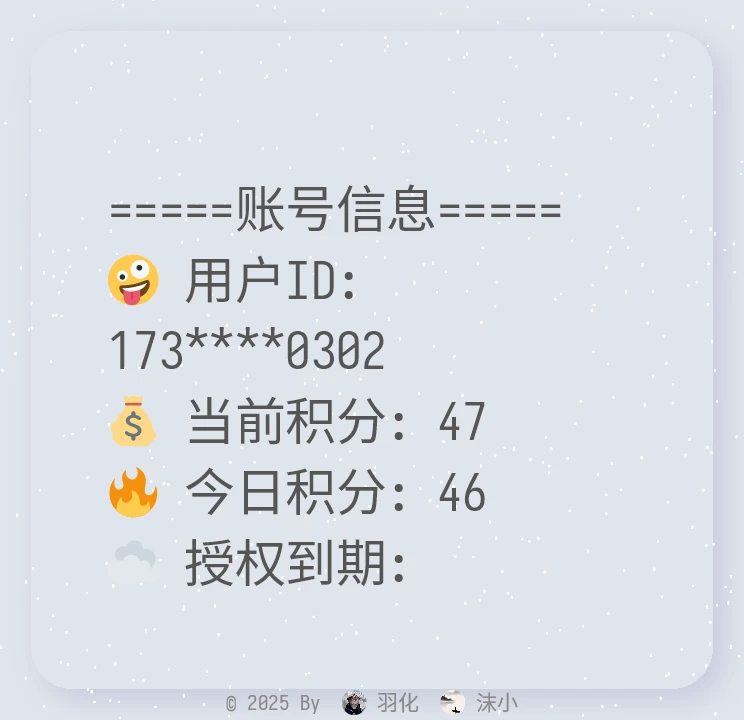 =====账号信息=====
🤪 用户ID:
173****0302
💰 当前积分: 47
🔥 今日积分: 46
☁️ 授权到期:
© 2025 By 羽化 沫小